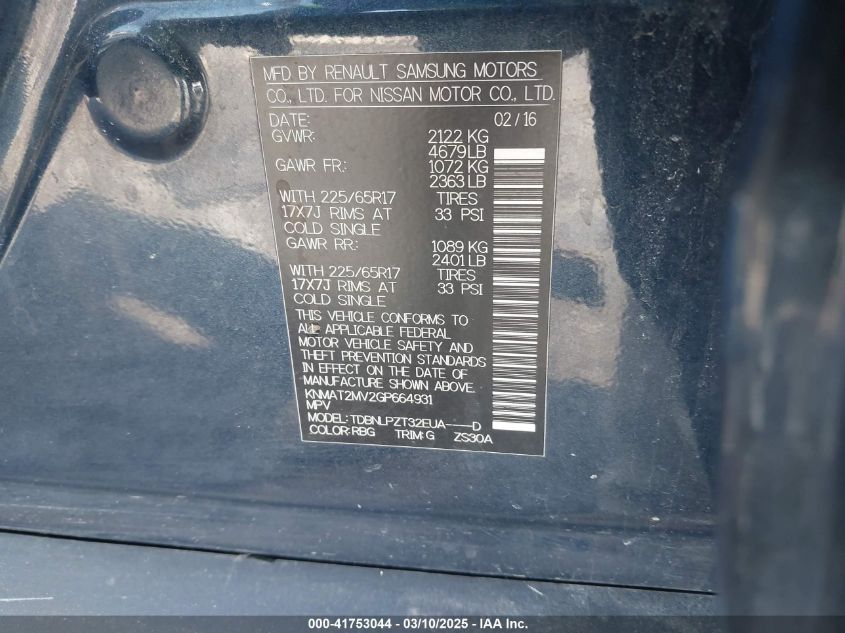 MFD BY RENAULT SAMSUNG MOTORS
CO., LTD. FOR NISSAN MOTOR CO., LTD.
DATE: 02/16
GVWR: 2122 KG
4679LB
GAWR FR.: 1072 KG
2363 LB
WITH 225/65R17 TIRES
17X7J RIMS AT 33 PSI
COLD SINGLE
GAWR RR.: 1089 KG
2401 LB
WITH 225/65R17 TIRES
17X7J RIMS AT 33 PSI
COLD SINGLE
THIS VEHICLE CONFORMS TO
ALL APPLICABLE FEDERAL
MOTOR VEHICLE SAFETY AND
THEFT PREVENTION STANDARDS
IN EFFECT ON THE DATE OF
MANUFACTURE SHOWN ABOVE.
KNMAT2MV2GP664931
MPV
MODEL: TDBNLPZT32EUA----D
COLOR: RBG TRIM: G ZS30A
000-41753044 - 03/10/2025 - IAA, Inc.